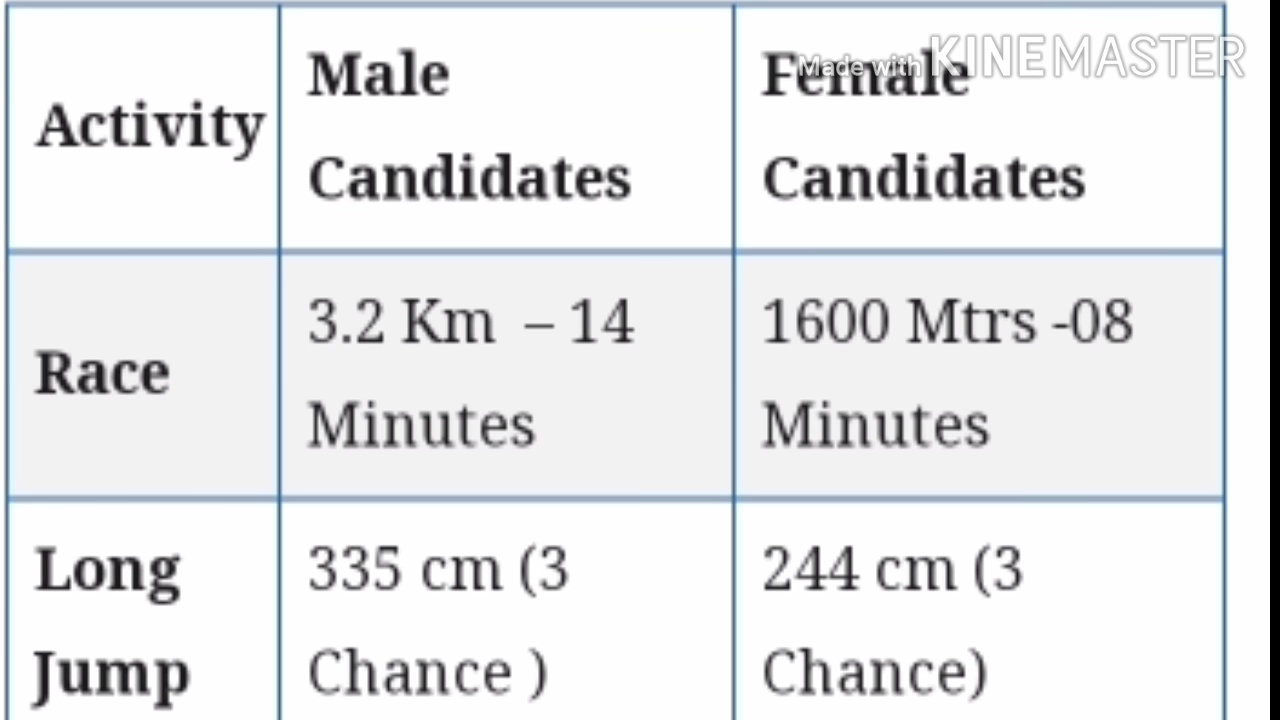 Made with KINEMASTER
Activity
Male
Candidates
Female
Candidates
Race
3.2 Km – 14
Minutes
1600 Mtrs -08
Minutes
Long
Jump
335 cm (3
Chance )
244 cm (3
Chance)